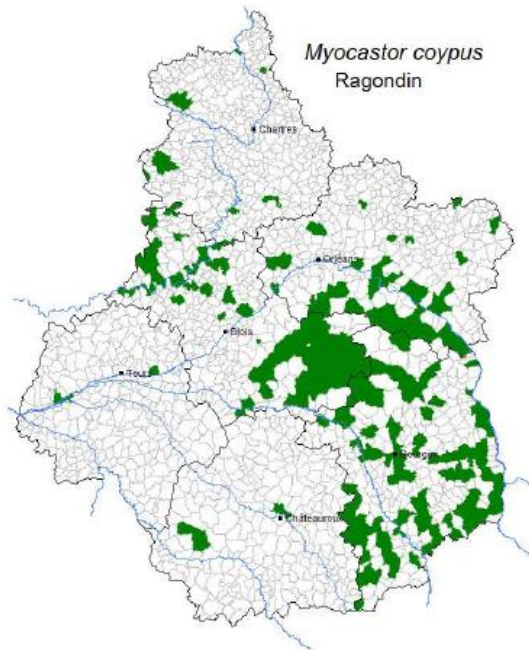 Myocastor coypus
Ragondin
Chartres
Orléans
Blois
Tours
Bourges
Châteauroux